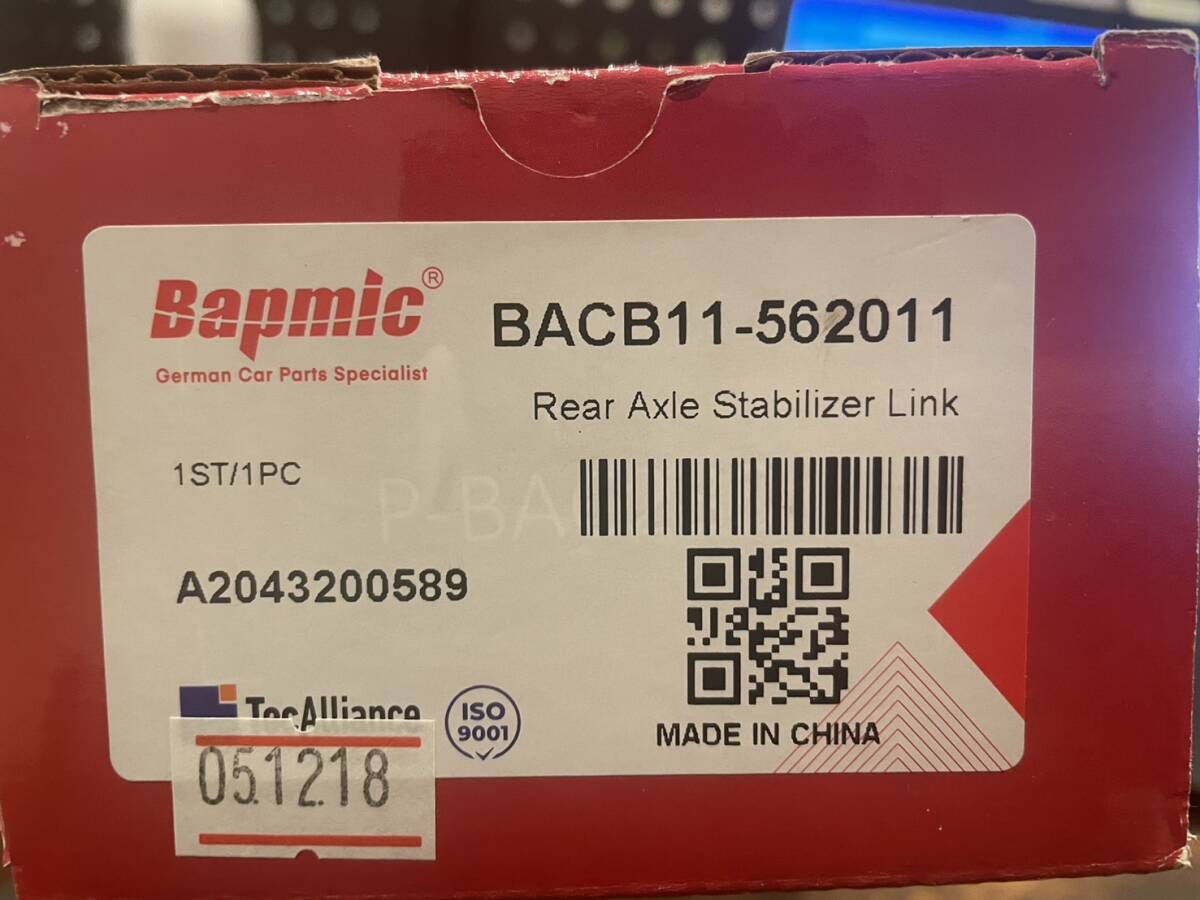 Bapmic®
German Car Parts Specialist
BACB11-562011
Rear Axle Stabilizer Link
1ST/1PC
A2043200589
TecAlliance
ISO
9001
MADE IN CHINA
051218